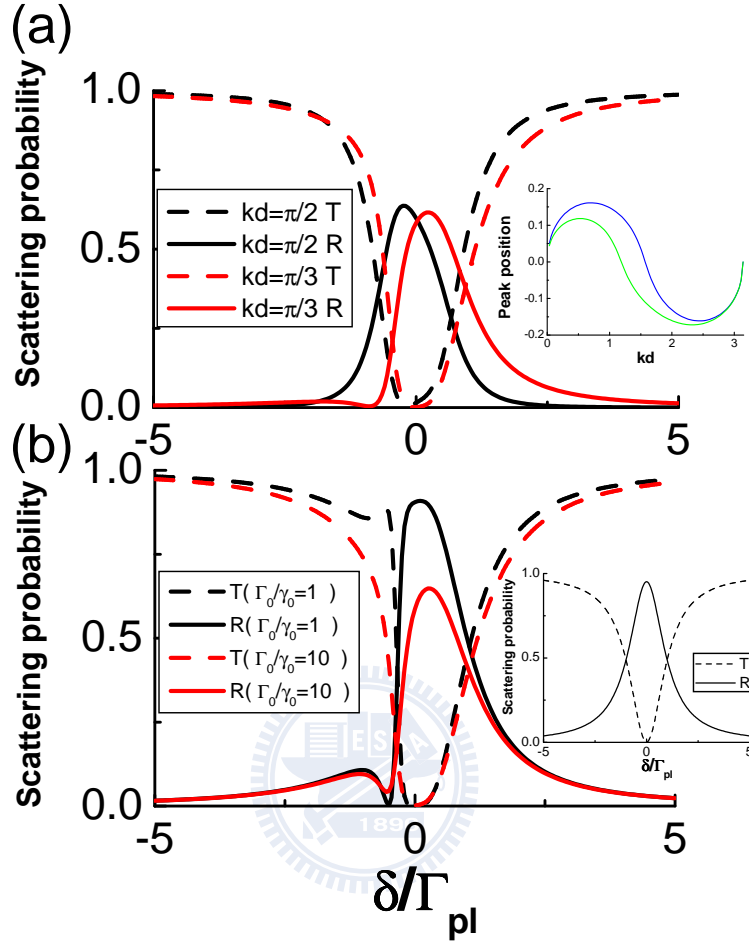 (a)
Scattering probability
1.0
0.5
0.0
kd=π/2 T
kd=π/2 R
kd=π/3 T
kd=π/3 R
Peak position
0.2
0.1
0.0
-0.1
-0.2
0 1 2 3
kd
-5 0 5
(b)
Scattering probability
1.0
0.5
0.0
T( Γ0/γ0=1 )
R( Γ0/γ0=1 )
T( Γ0/γ0=10 )
R( Γ0/γ0=10 )
Scattering probability
1.0
0.5
0.0
T
R
-5 0 5
δ/Γpl
-5 0 5
δ/Γpl